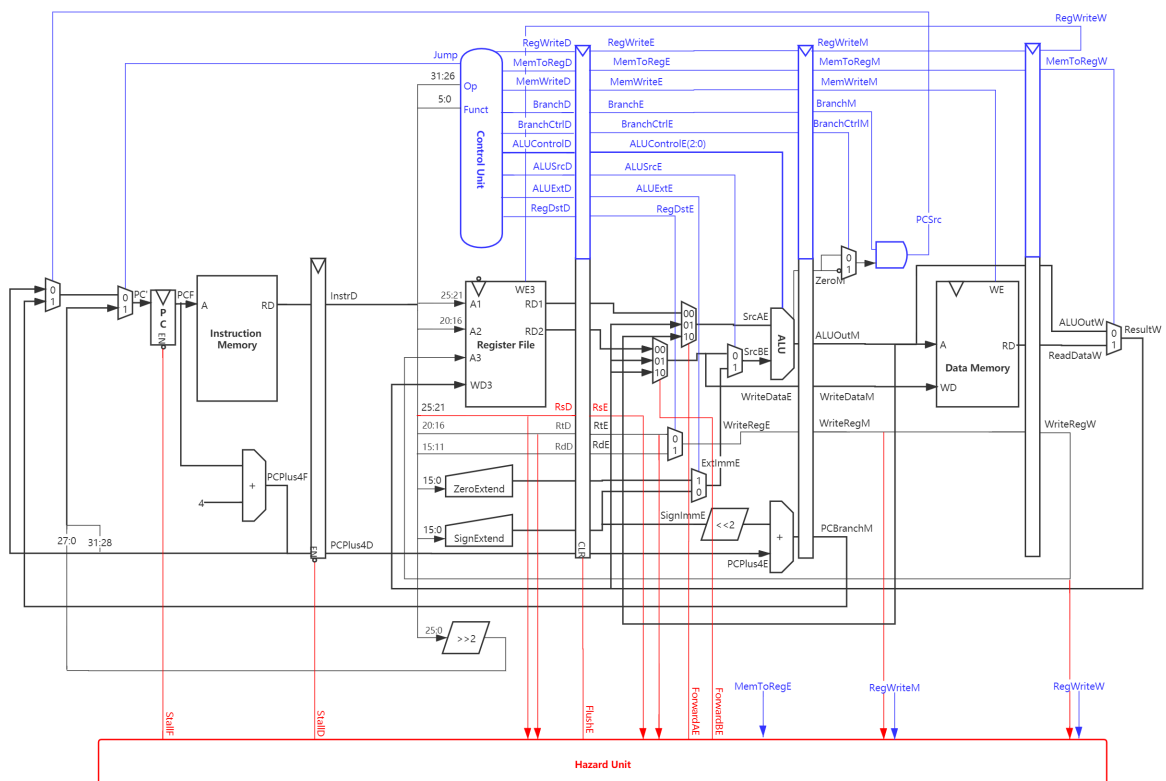 RegWriteW
RegWriteD
RegWriteE
RegWriteM
Jump
MemToRegD
MemToRegE
MemToRegM
MemToRegW
31:26
Op
MemWriteD
MemWriteE
MemWriteM
5:0
Funct
BranchD
BranchE
BranchM
BranchCtrlD
BranchCtrlE
BranchCtrlM
Control Unit
ALUControlD
ALUControlE(2:0)
ALUSrcD
ALUSrcE
ALUExtD
ALUExtE
RegDstD
RegDstE
PCSrc
0
1
0
1
PC'
PC
EN
PCF
A
RD
Instruction
Memory
InstrD
25:21
A1
WE3
RD1
20:16
A2
RD2
Register File
A3
WD3
00
01
10
00
01
10
SrcAE
0
1
SrcBE
ALU
0
1
ZeroM
ALUOutM
WE
A
RD
Data Memory
WD
ALUOutW
0
1
ResultW
ReadDataW
WriteDataE
WriteDataM
25:21
RsD
RsE
20:16
RtD
RtE
15:11
RdD
RdE
0
1
WriteRegE
WriteRegM
WriteRegW
ExtImmE
15:0
ZeroExtend
1
0
PCPlus4F
+
4
15:0
SignExtend
SignImmE
<<2
+
PCBranchM
27:0
31:28
EN
PCPlus4D
CLR
PCPlus4E
25:0
>>2
StallF
StallD
FlushE
ForwardAE
ForwardBE
MemToRegE
RegWriteM
RegWriteW
Hazard Unit